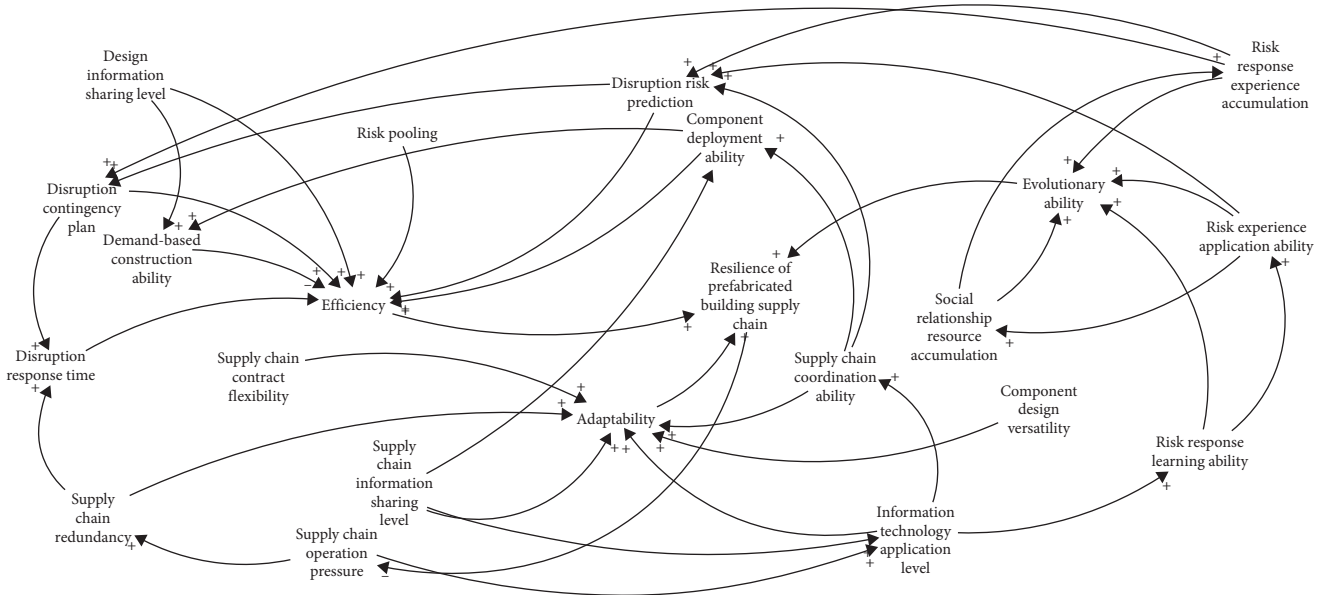 Design
information
sharing level
Risk pooling
Disruption risk
prediction
Component
deployment
ability
Risk
response
experience
accumulation
Disruption
contingency
plan
Demand-based
construction
ability
Efficiency
Evolutionary
ability
Risk experience
application ability
Resilience of
prefabricated
building supply
chain
Social
relationship
resource
accumulation
Disruption
response time
Supply chain
contract
flexibility
Supply chain
coordination
ability
Component
design
versatility
Adaptability
Supply
chain
information
sharing
level
Risk response
learning ability
Supply
chain
redundancy
Supply chain
operation
pressure
Information
technology
application
level